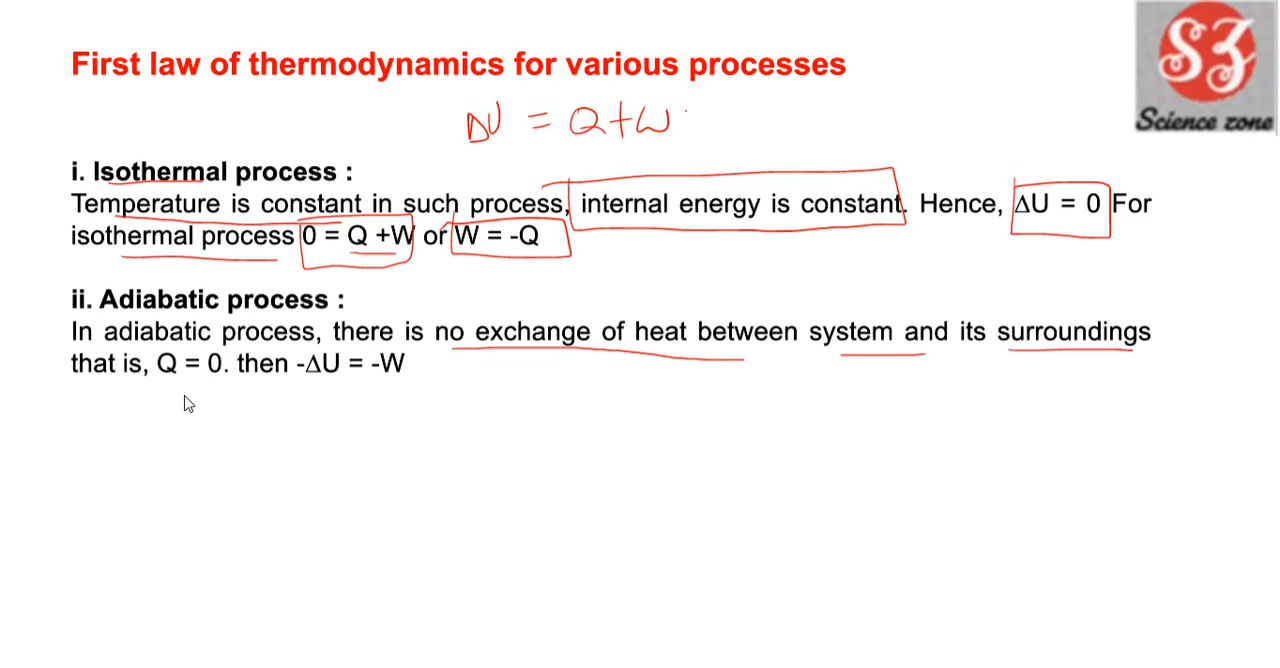 SZ
Science zone
First law of thermodynamics for various processes
ΔU = Q+W
i. Isothermal process :
Temperature is constant in such process, internal energy is constant. Hence, ΔU = 0 For
isothermal process 0 = Q +W or W = -Q
ii. Adiabatic process :
In adiabatic process, there is no exchange of heat between system and its surroundings
that is, Q = 0. then -ΔU = -W